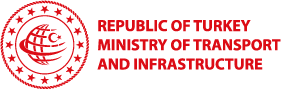 REPUBLIC OF TURKEY
MINISTRY OF TRANSPORT
AND INFRASTRUCTURE